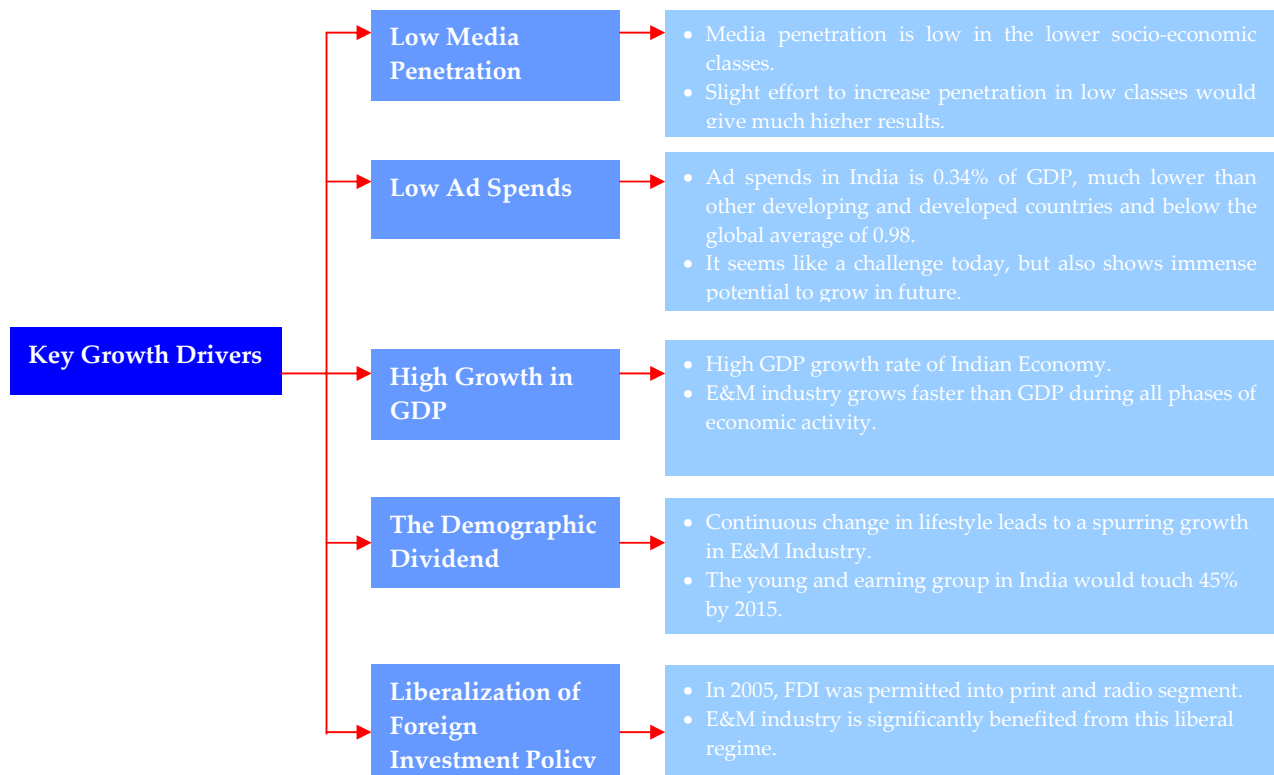 Key Growth Drivers
Low Media
Penetration
• Media penetration is low in the lower socio-economic
classes.
• Slight effort to increase penetration in low classes would
give much higher results.
Low Ad Spends
• Ad spends in India is 0.34% of GDP, much lower than
other developing and developed countries and below the
global average of 0.98.
• It seems like a challenge today, but also shows immense
potential to grow in future.
High Growth in
GDP
• High GDP growth rate of Indian Economy.
• E&M industry grows faster than GDP during all phases of
economic activity.
The Demographic
Dividend
• Continuous change in lifestyle leads to a spurring growth
in E&M Industry.
• The young and earning group in India would touch 45%
by 2015.
Liberalization of
Foreign
Investment Policy
• In 2005, FDI was permitted into print and radio segment.
• E&M industry is significantly benefited from this liberal
regime.